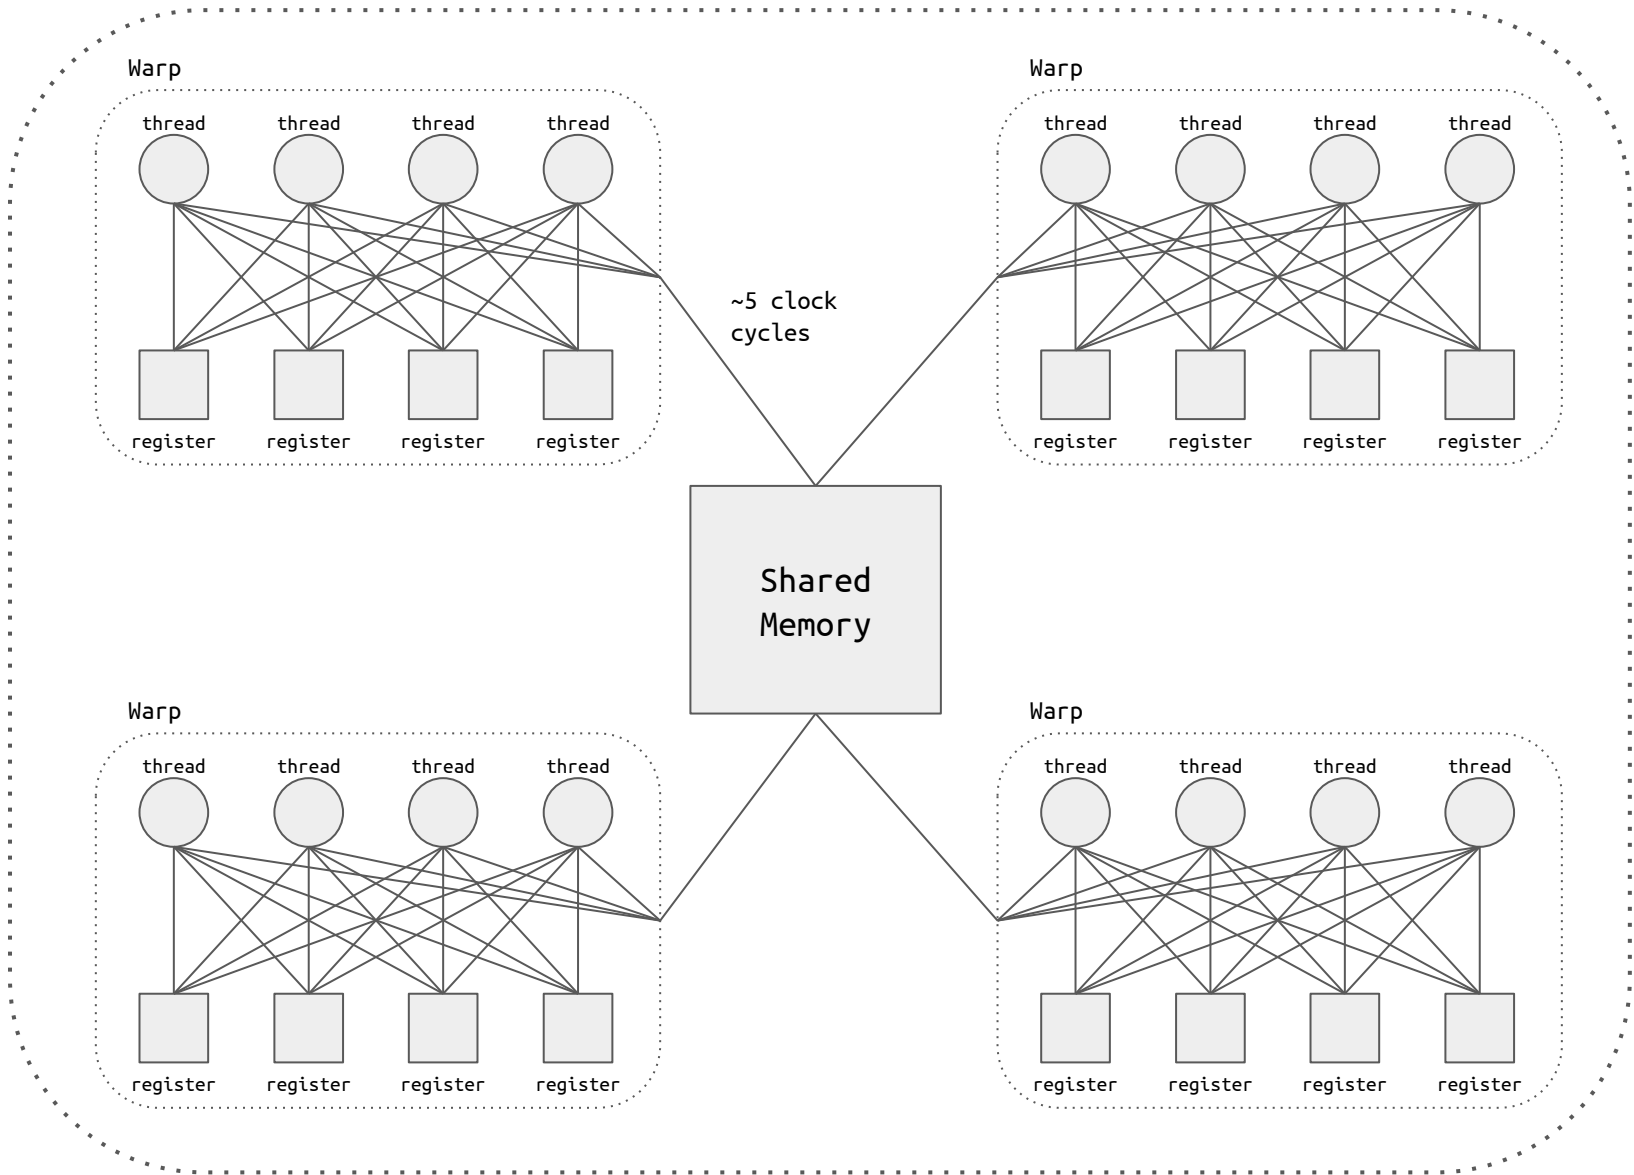 Warp
Warp
thread thread thread thread
thread thread thread thread
~5 clock
cycles
register register register register
register register register register
Shared
Memory
Warp
Warp
thread thread thread thread
thread thread thread thread
register register register register
register register register register